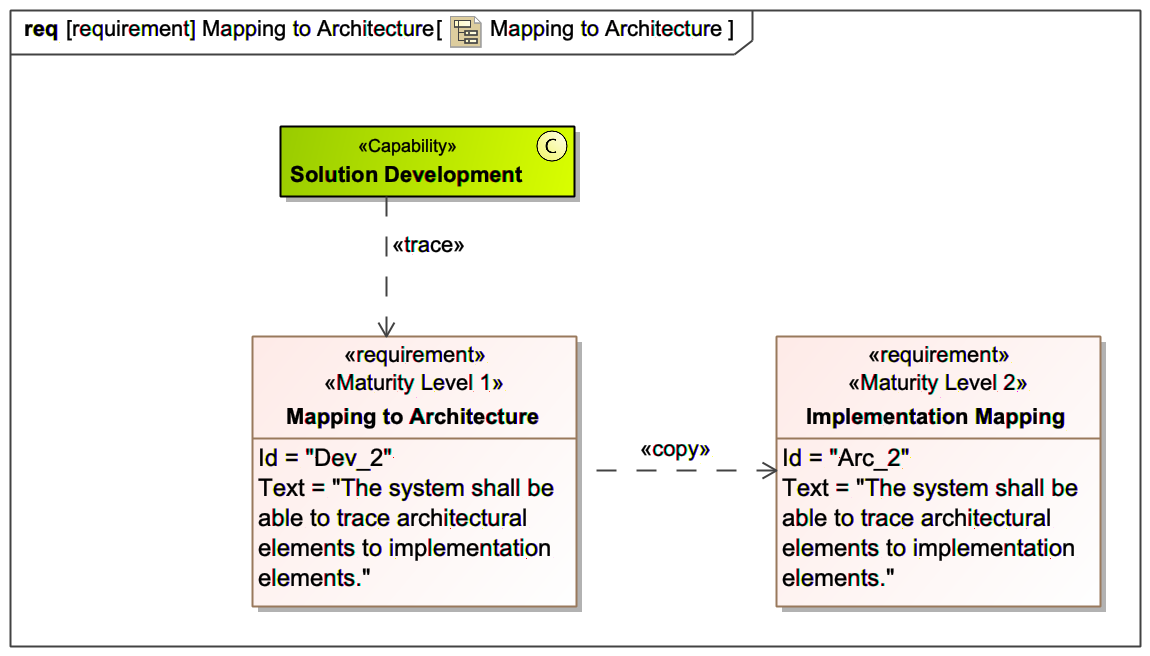 req [requirement] Mapping to Architecture[ Mapping to Architecture ]
«Capability»
C
Solution Development
«trace»
«requirement»
«Maturity Level 1»
Mapping to Architecture
Id = "Dev_2"
Text = "The system shall be
able to trace architectural
elements to implementation
elements."
«copy»
«requirement»
«Maturity Level 2»
Implementation Mapping
Id = "Arc_2"
Text = "The system shall be
able to trace architectural
elements to implementation
elements."